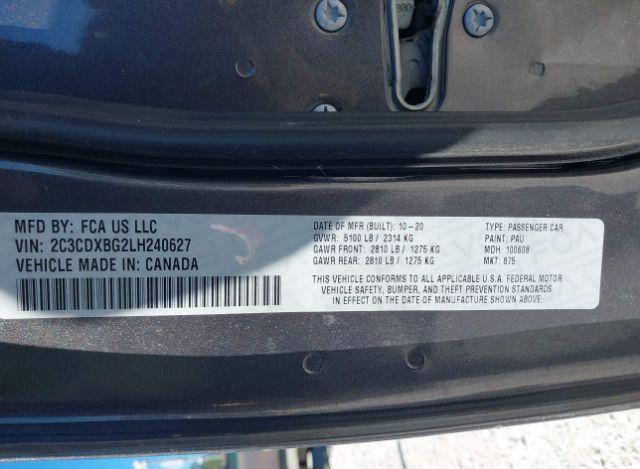 MFD BY: FCA US LLC
VIN: 2C3CDXBG2LH240627
VEHICLE MADE IN: CANADA
DATE OF MFR (BUILT): 10-20
GVWR: 5100 LB / 2314 KG
GAWR FRONT: 2810 LB / 1275 KG
GAWR REAR: 2810 LB / 1275 KG
TYPE: PASSENGER CAR
PAINT: PAU
MDH: 100608
MKT: 875
THIS VEHICLE CONFORMS TO ALL APPLICABLE U.S.A. FEDERAL MOTOR
VEHICLE SAFETY, BUMPER, AND THEFT PREVENTION STANDARDS
IN EFFECT ON THE DATE OF MANUFACTURE SHOWN ABOVE.